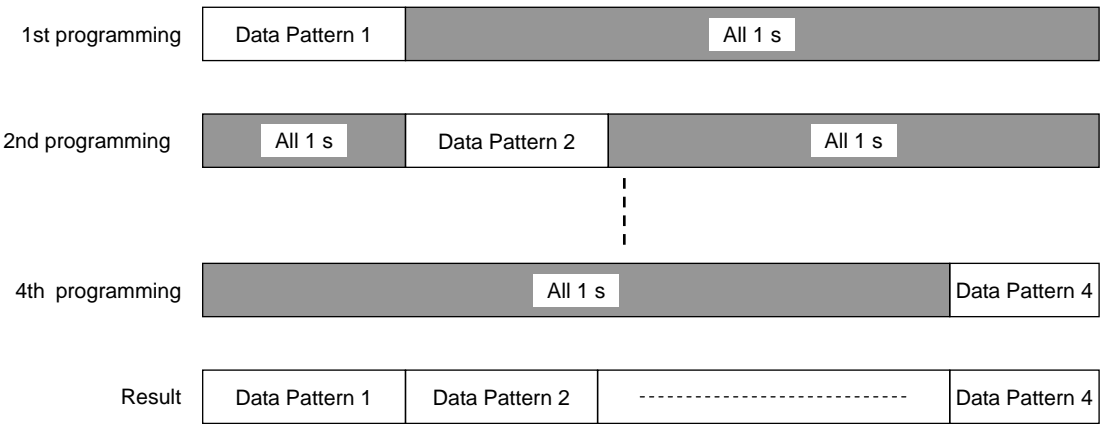 1st programming Data Pattern 1 All 1 s
2nd programming All 1 s Data Pattern 2 All 1 s
4th programming All 1 s Data Pattern 4
Result Data Pattern 1 Data Pattern 2 Data Pattern 4